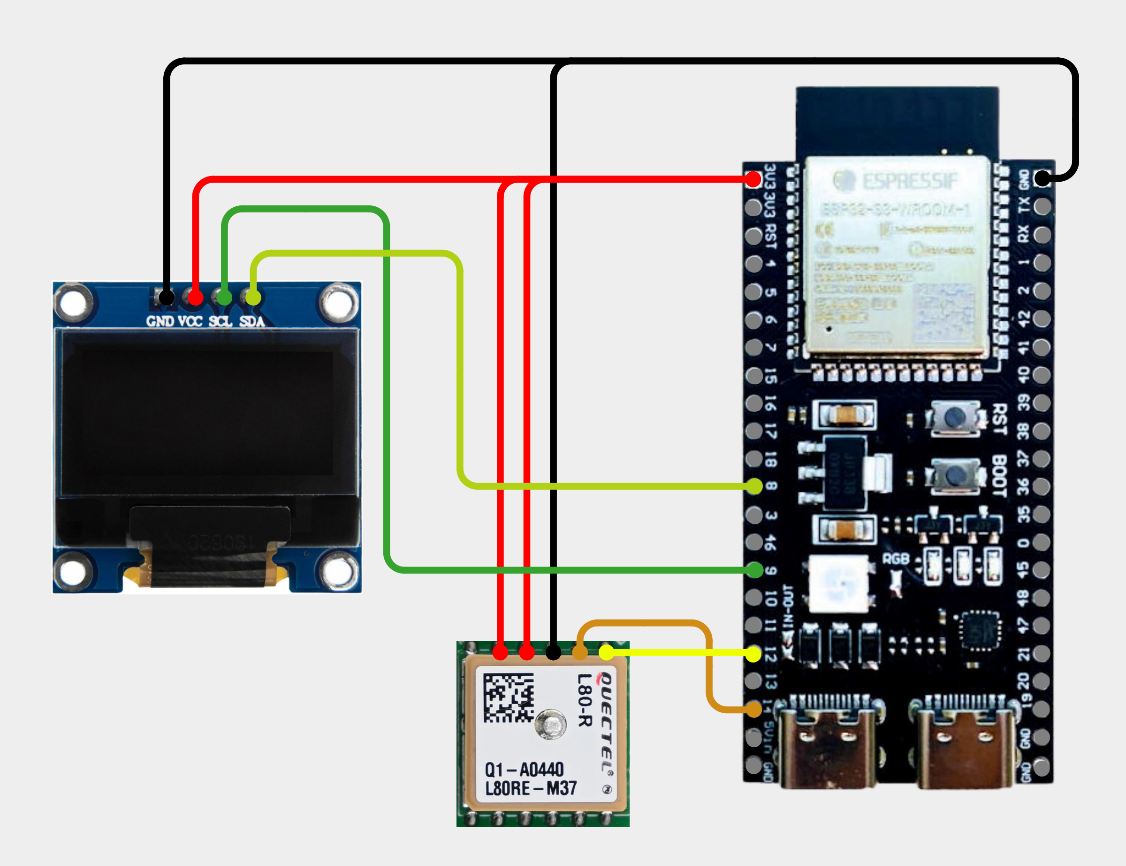 GND VCC SCL SDA
ESPRESSIF
ESP32-S3-WROOM-1
3V3
3V3
RST
4
5
6
7
15
16
17
18
8
3
46
9
10
11
12
13
14
5Vin
GND
GND
TX
RX
1
2
42
41
40
39
38
37
36
35
0
45
48
47
21
20
19
GND
GND
RST
BOOT
RGB
IN-OUT
QUECTEL®
L80-R
Q1-A0440
L80RE-M37